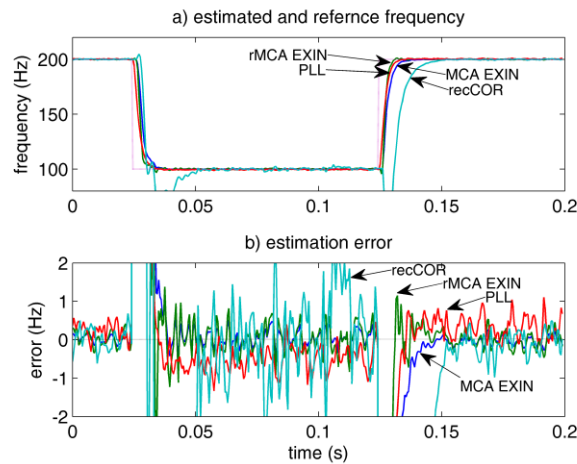 a) estimated and refernce frequency
frequency (Hz)
200
150
100
rMCA EXIN
PLL
MCA EXIN
recCOR
0
0.05
0.1
0.15
0.2
b) estimation error
error (Hz)
2
1
0
-1
-2
recCOR
rMCA EXIN
PLL
MCA EXIN
0
0.05
0.1
0.15
0.2
time (s)